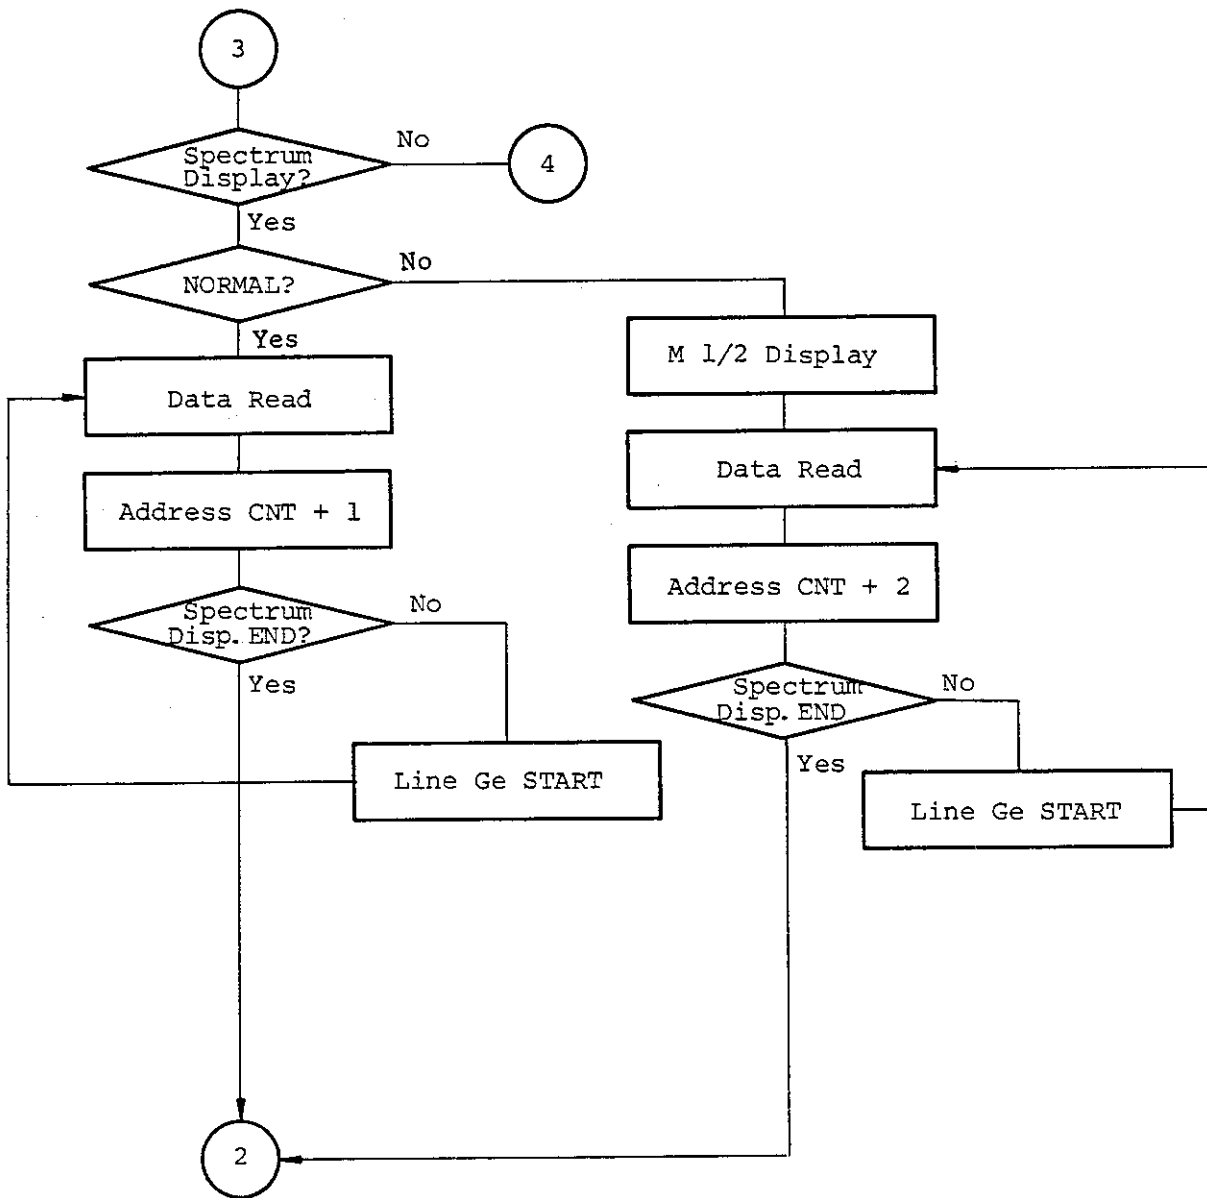 3
Spectrum
Display?
No
4
Yes
NORMAL?
No
Yes
M 1/2 Display
Data Read
Data Read
Address CNT + 1
Address CNT + 2
Spectrum
Disp. END?
No
Yes
Spectrum
Disp. END
No
Yes
Line Ge START
Line Ge START
2